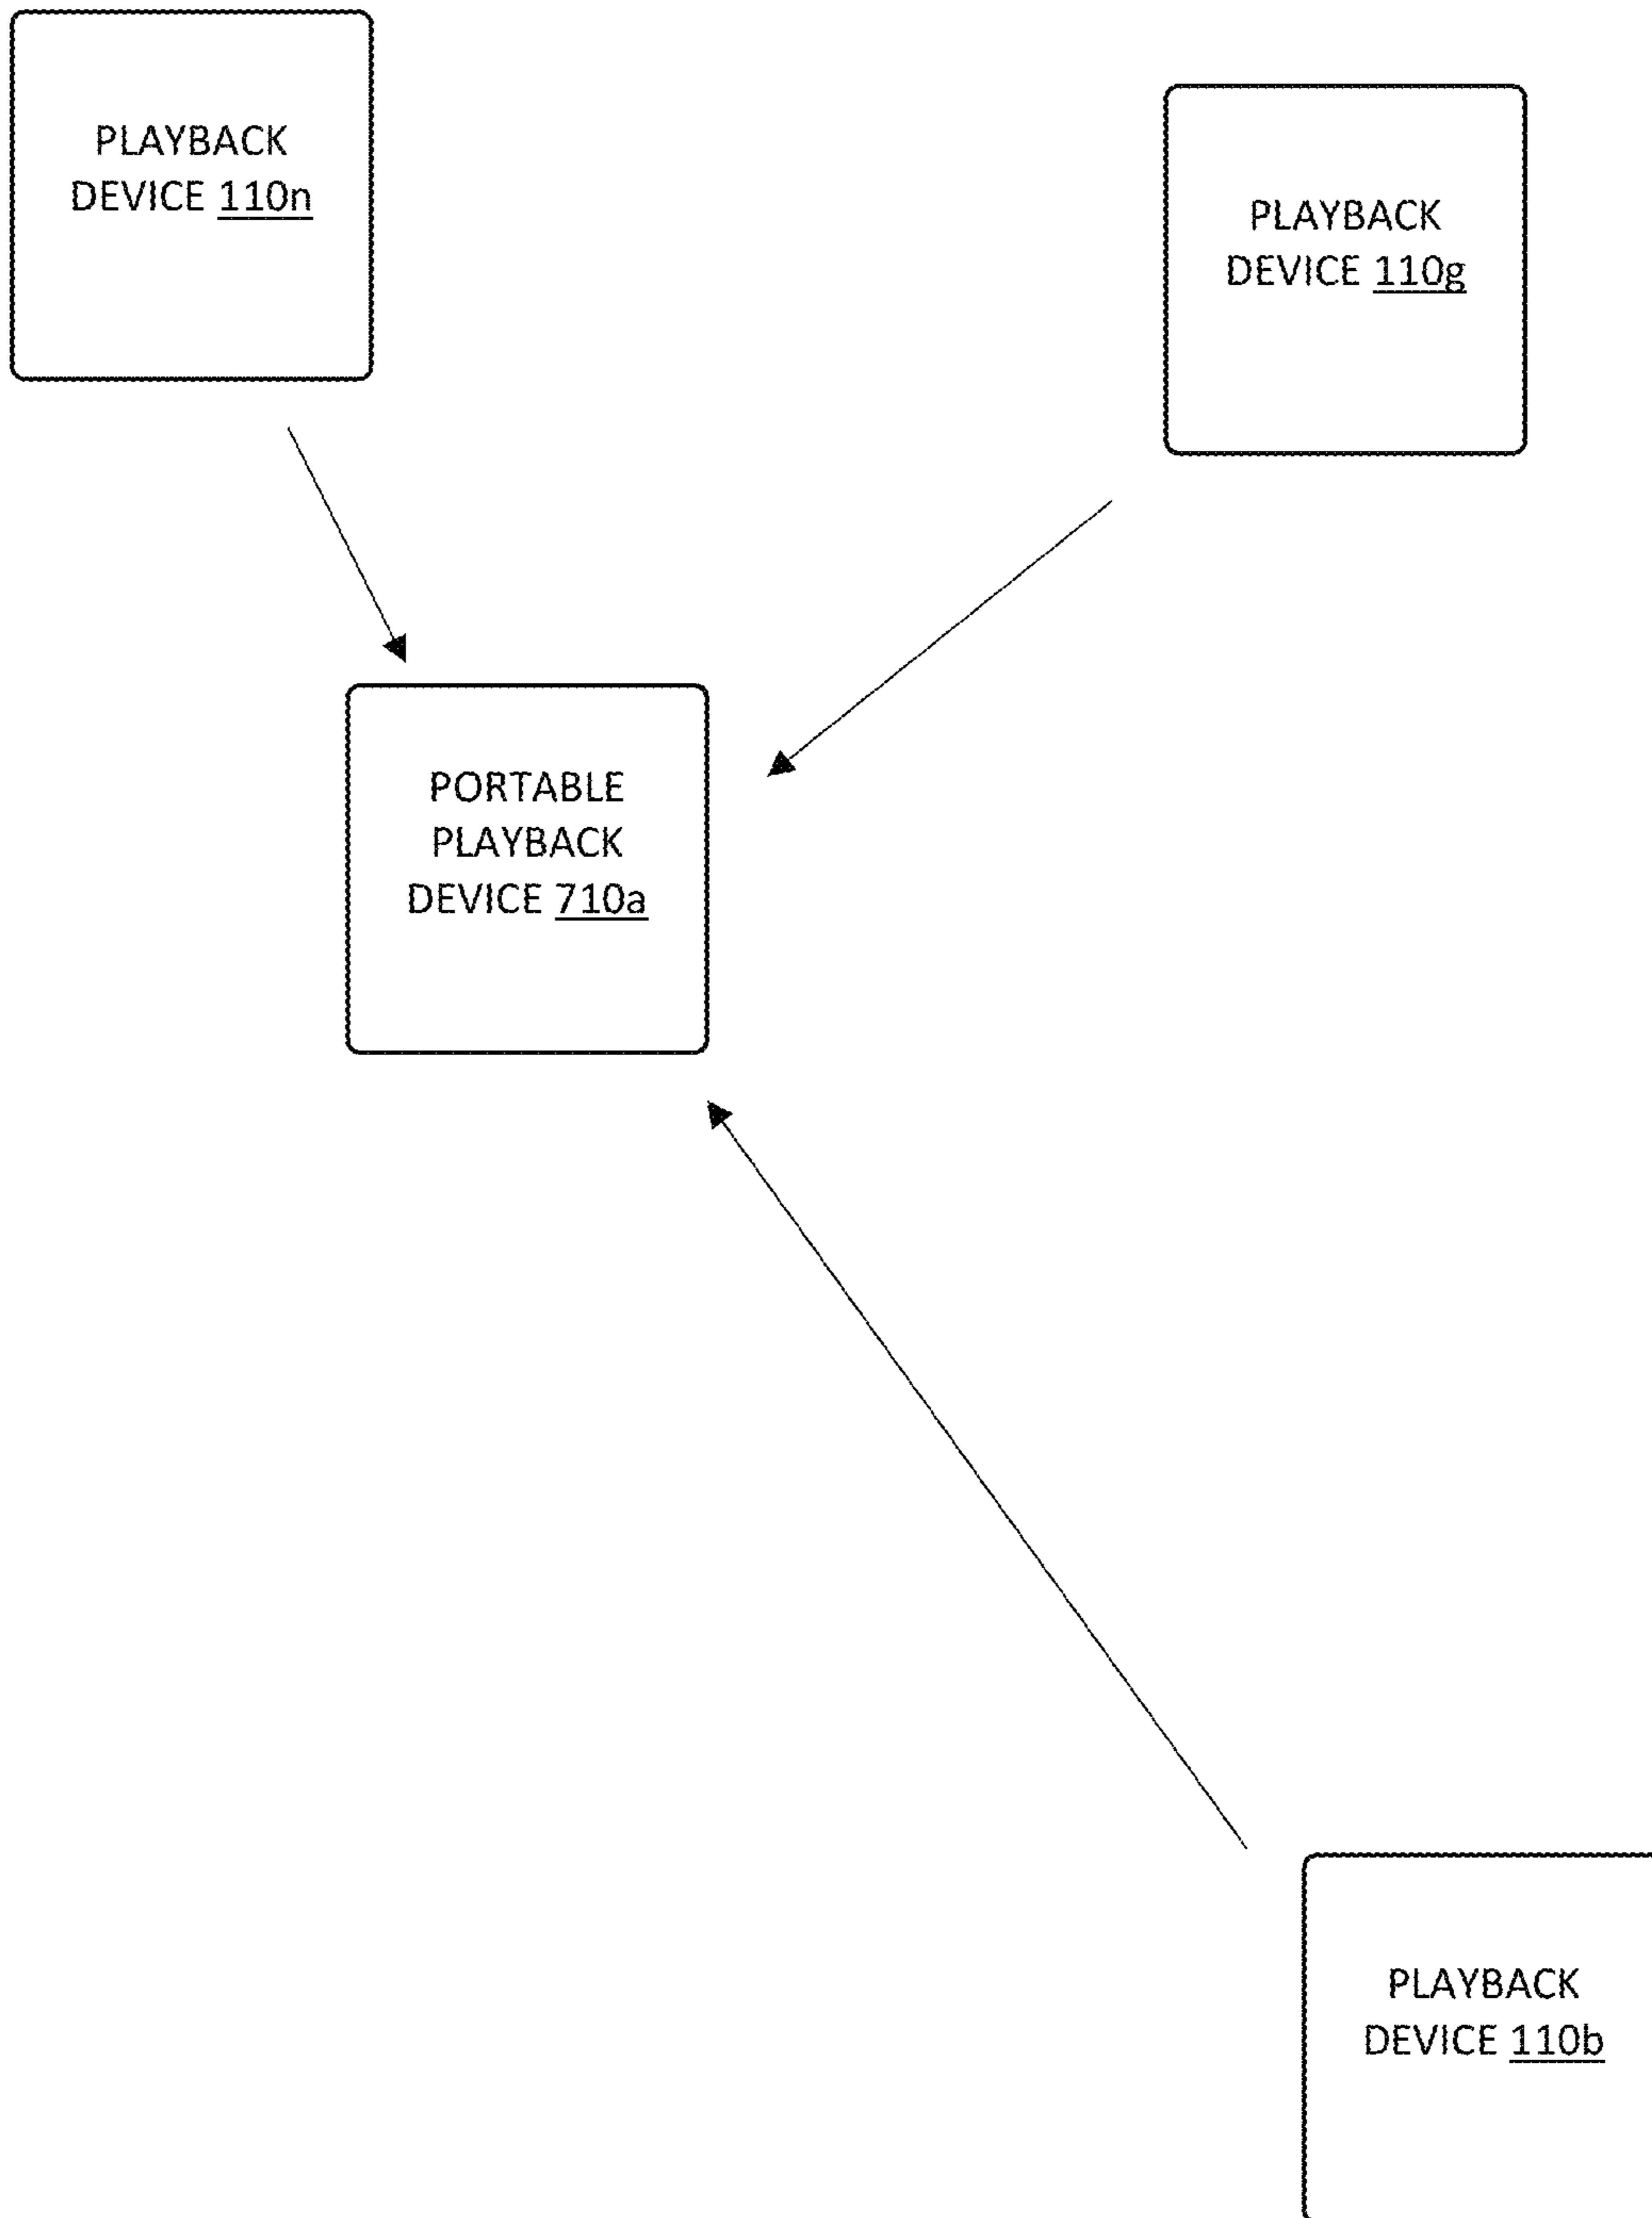 PLAYBACK
DEVICE 110n
PLAYBACK
DEVICE 110g
PORTABLE
PLAYBACK
DEVICE 710a
PLAYBACK
DEVICE 110b